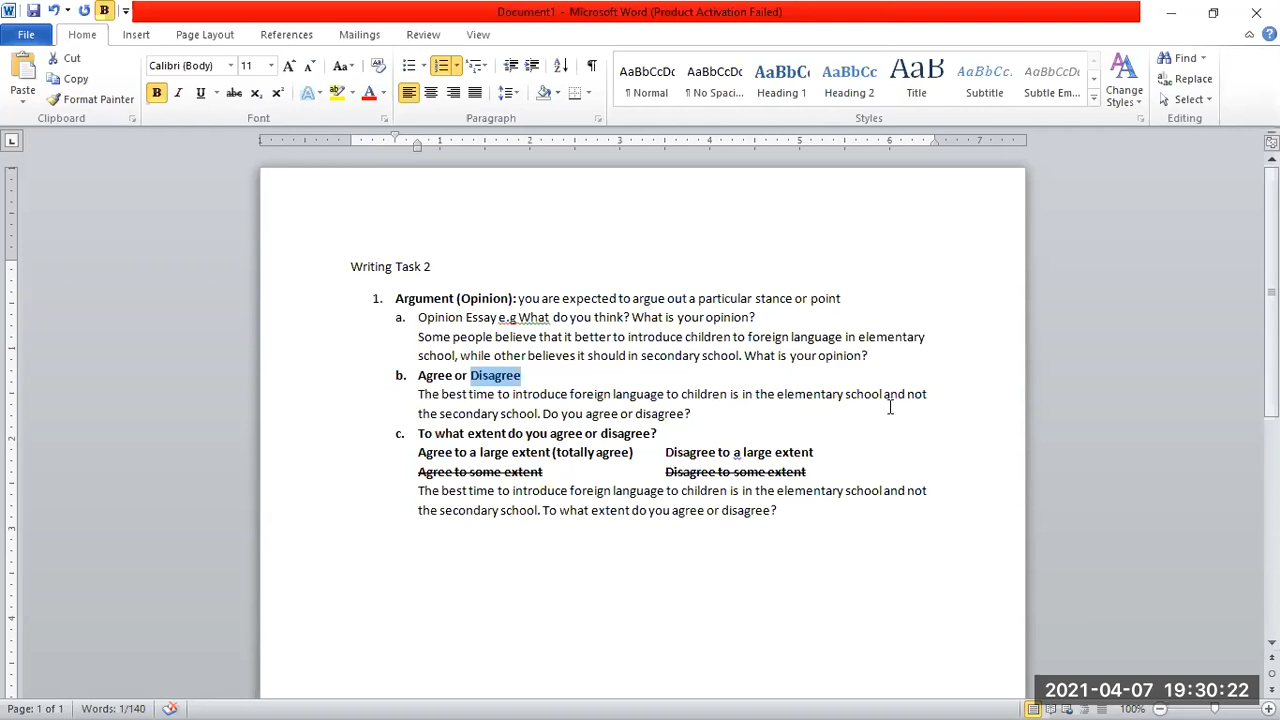 Document1 - Microsoft Word (Product Activation Failed)
File Home Insert Page Layout References Mailings Review View
Cut
Copy
Format Painter
Paste
Clipboard
Calibri (Body) 11
Font
Paragraph
AaBbCcDc AaBbCcDc AaBbCc AaBbCc AaB AaBbCc. AaBbCcDc
¶ Normal ¶ No Spaci... Heading 1 Heading 2 Title Subtitle Subtle Em...
Change Styles
Styles
Find
Replace
Select
Editing
1 1 2 3 4 5 6 7
Writing Task 2
1. Argument (Opinion): you are expected to argue out a particular stance or point
a. Opinion Essay e.g What do you think? What is your opinion?
Some people believe that it better to introduce children to foreign language in elementary
school, while other believes it should in secondary school. What is your opinion?
b. Agree or Disagree
The best time to introduce foreign language to children is in the elementary school and not
the secondary school. Do you agree or disagree?
c. To what extent do you agree or disagree?
Agree to a large extent (totally agree) Disagree to a large extent
Agree to some extent Disagree to some extent
The best time to introduce foreign language to children is in the elementary school and not
the secondary school. To what extent do you agree or disagree?
2021-04-07 19:30:22
Page: 1 of 1 Words: 1/140 100%